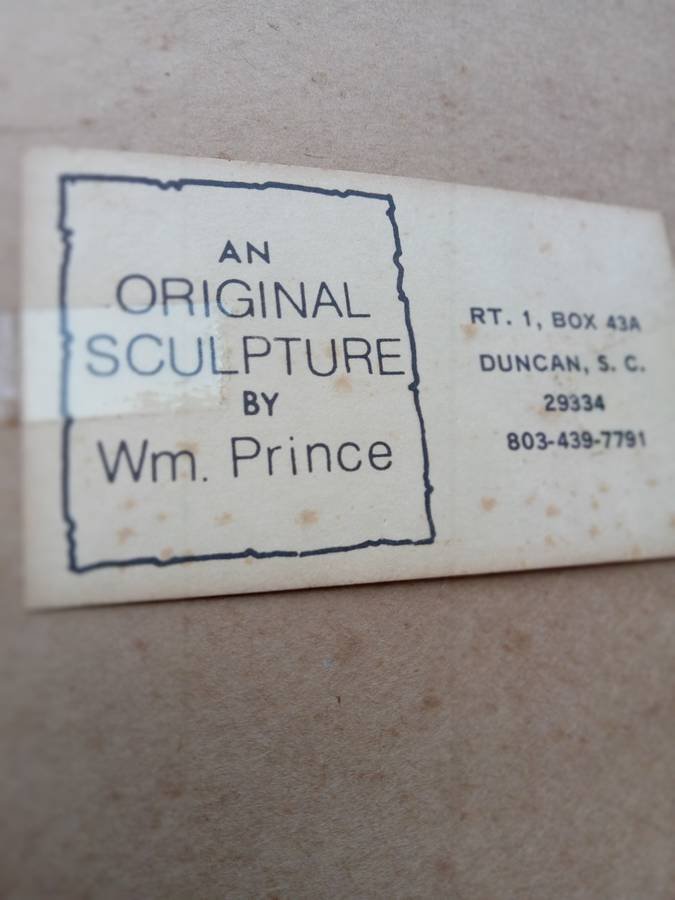 AN
ORIGINAL
SCULPTURE
BY
Wm. Prince
RT. 1, BOX 43A
DUNCAN, S. C.
29334
803-439-7791